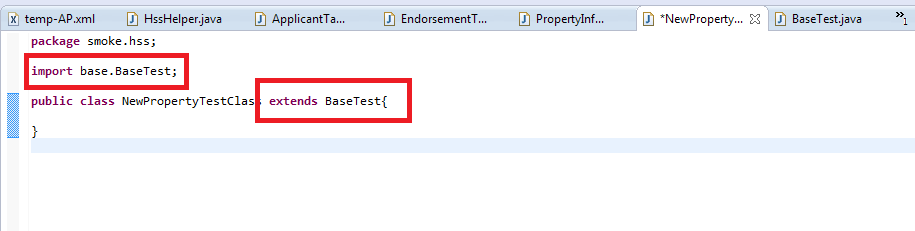 temp-AP.xml HssHelper.java ApplicantTa... EndorsementT... PropertyInf... *NewProperty... BaseTest.java »1
package smoke.hss;
import base.BaseTest;
public class NewPropertyTestClass extends BaseTest{
}